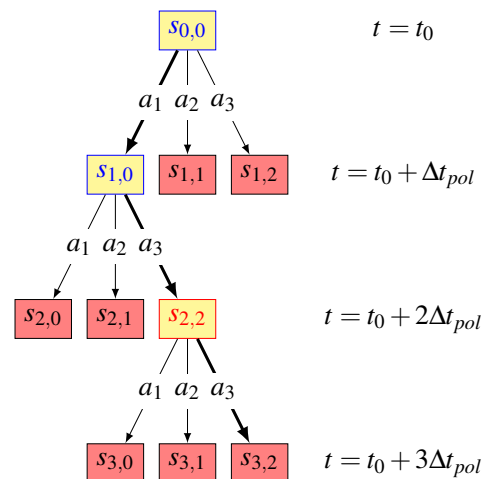 s0,0 t = t0
a1 a2 a3
s1,0 s1,1 s1,2 t = t0 + Δtpol
a1 a2 a3
s2,0 s2,1 s2,2 t = t0 + 2Δtpol
a1 a2 a3
s3,0 s3,1 s3,2 t = t0 + 3Δtpol